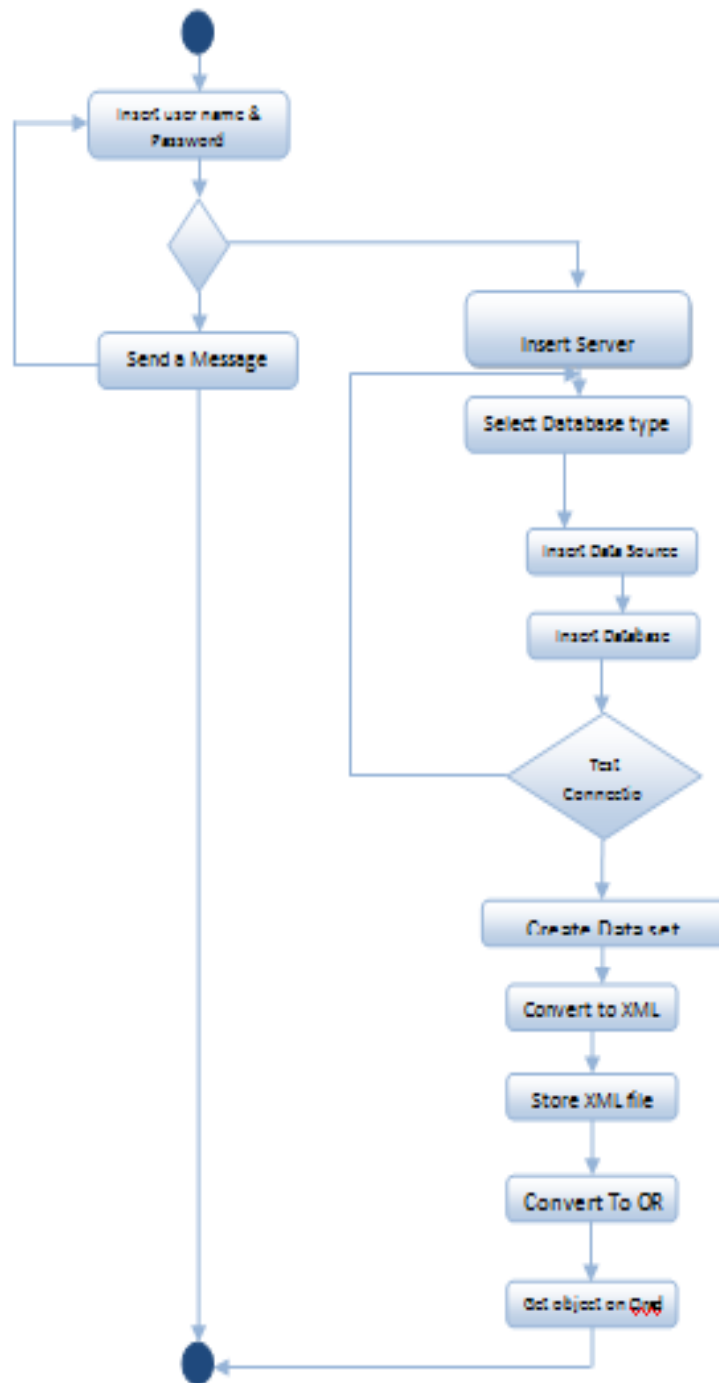 Insert user name &
Password
Send a Message
Insert Server
Select Database type
Insert Data Source
Insert Database
Test
Connectio
Create Data set
Convert to XML
Store XML file
Convert To OR
Get object on